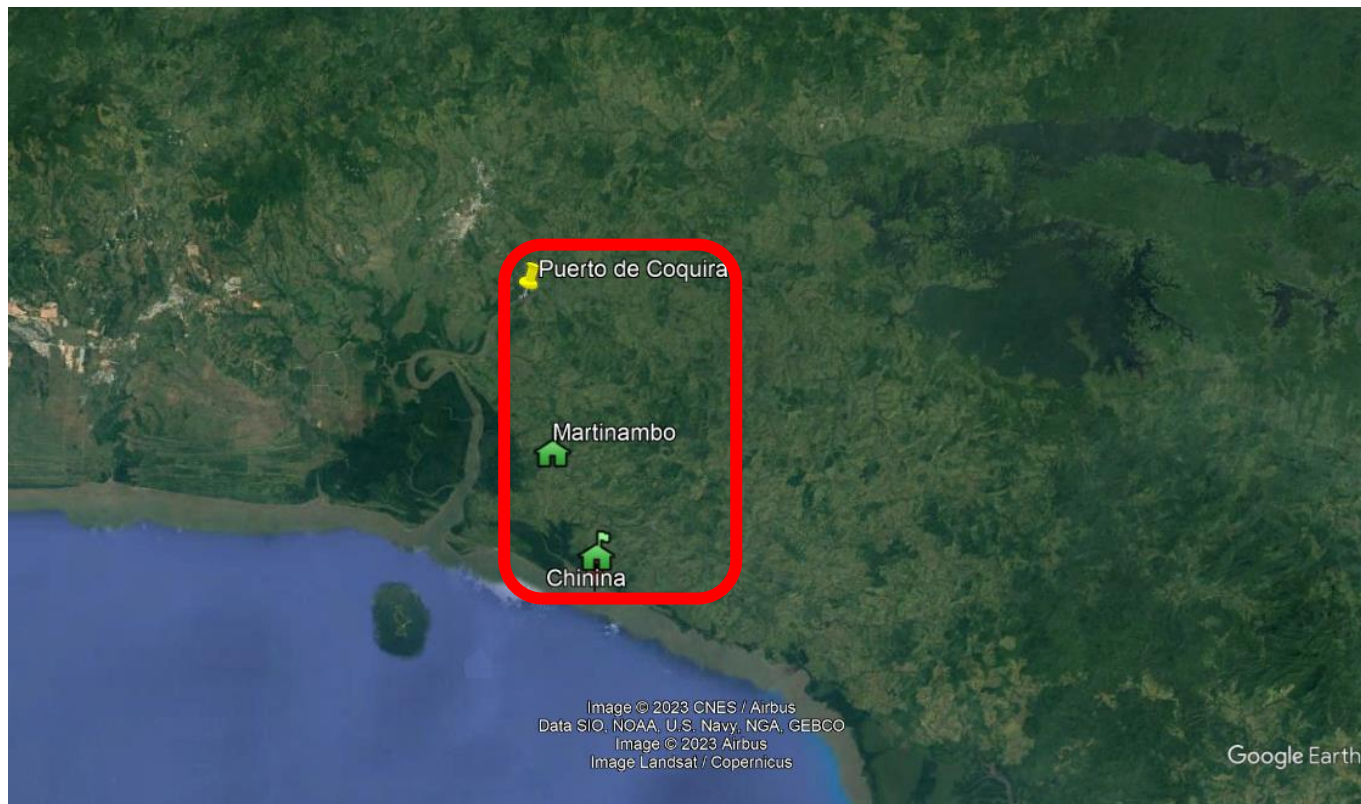 Puerto de Coquira
Martinambo
Chinina
Image © 2023 CNES / Airbus
Data SIO, NOAA, U.S. Navy, NGA, GEBCO
Image © 2023 Airbus
Image Landsat / Copernicus
Google Earth